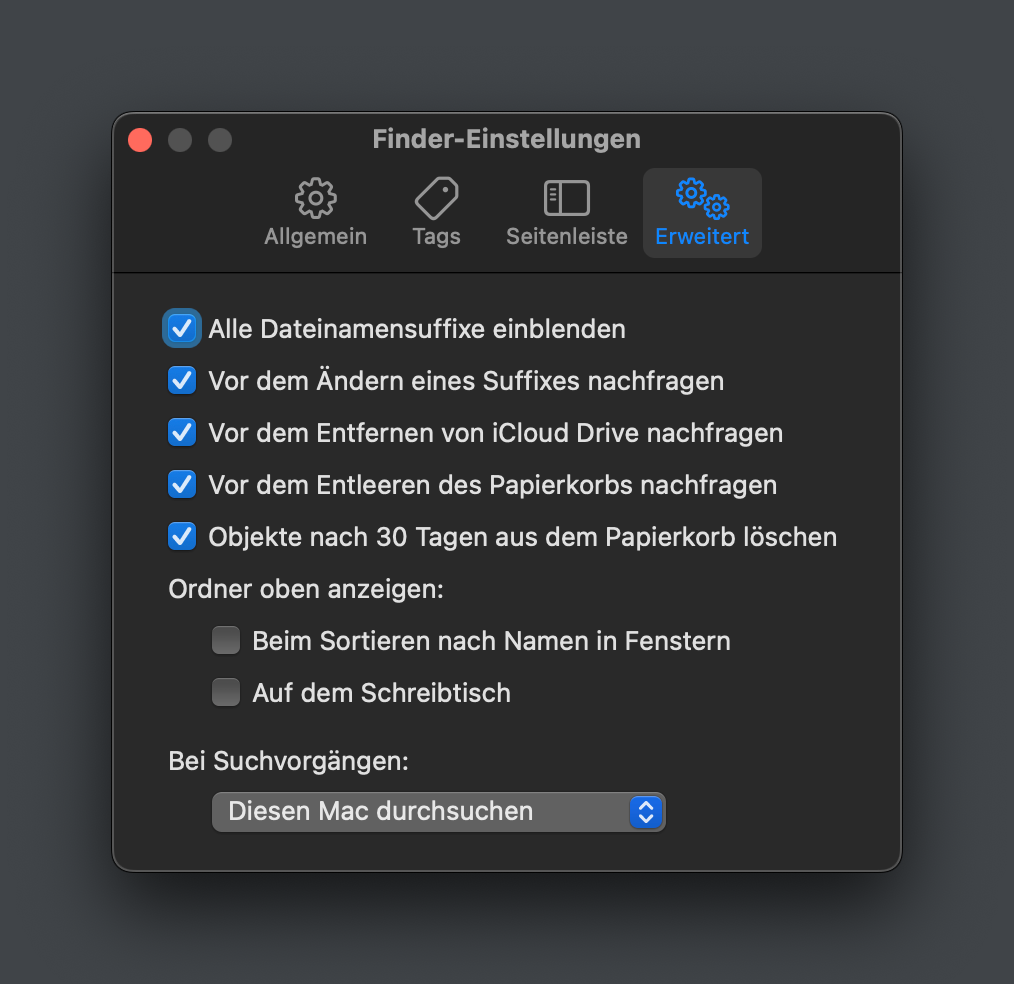 Finder-Einstellungen
Allgemein
Tags
Seitenleiste
Erweitert
Alle Dateinamensuffixe einblenden
Vor dem Ändern eines Suffixes nachfragen
Vor dem Entfernen von iCloud Drive nachfragen
Vor dem Entleeren des Papierkorbs nachfragen
Objekte nach 30 Tagen aus dem Papierkorb löschen
Ordner oben anzeigen:
Beim Sortieren nach Namen in Fenstern
Auf dem Schreibtisch
Bei Suchvorgängen:
Diesen Mac durchsuchen